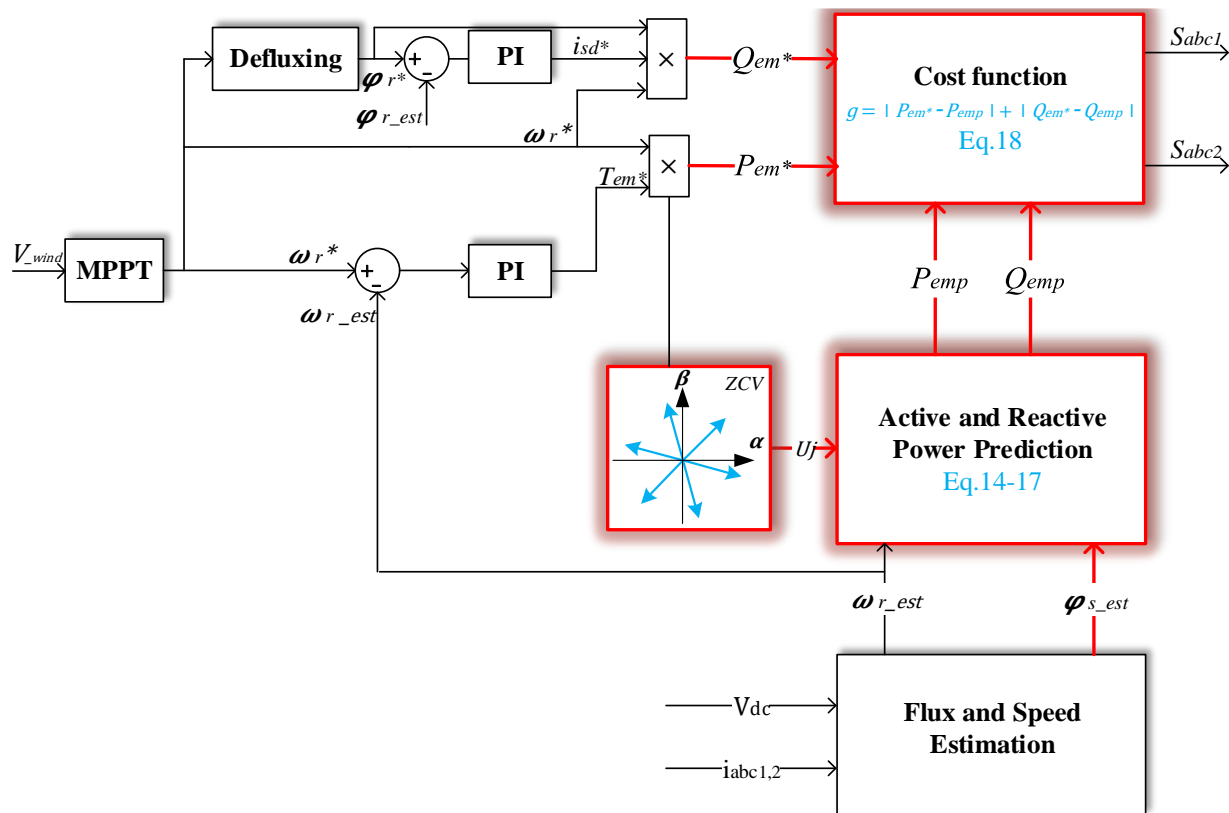 Defluxing
+
-
φr*
φr_est
PI
isd*
×
Qem*
Cost function
g = | Pem* - Pemp | + | Qem* - Qemp |
Eq.18
Sabc1
Sabc2
ωr*
Tem*
×
Pem*
V_wind
MPPT
ωr*
+
-
ωr_est
PI
Pemp
Qemp
β
ZCV
α
Uj
Active and Reactive
Power Prediction
Eq.14-17
ωr_est
φs_est
Vdc
iabc1,2
Flux and Speed
Estimation